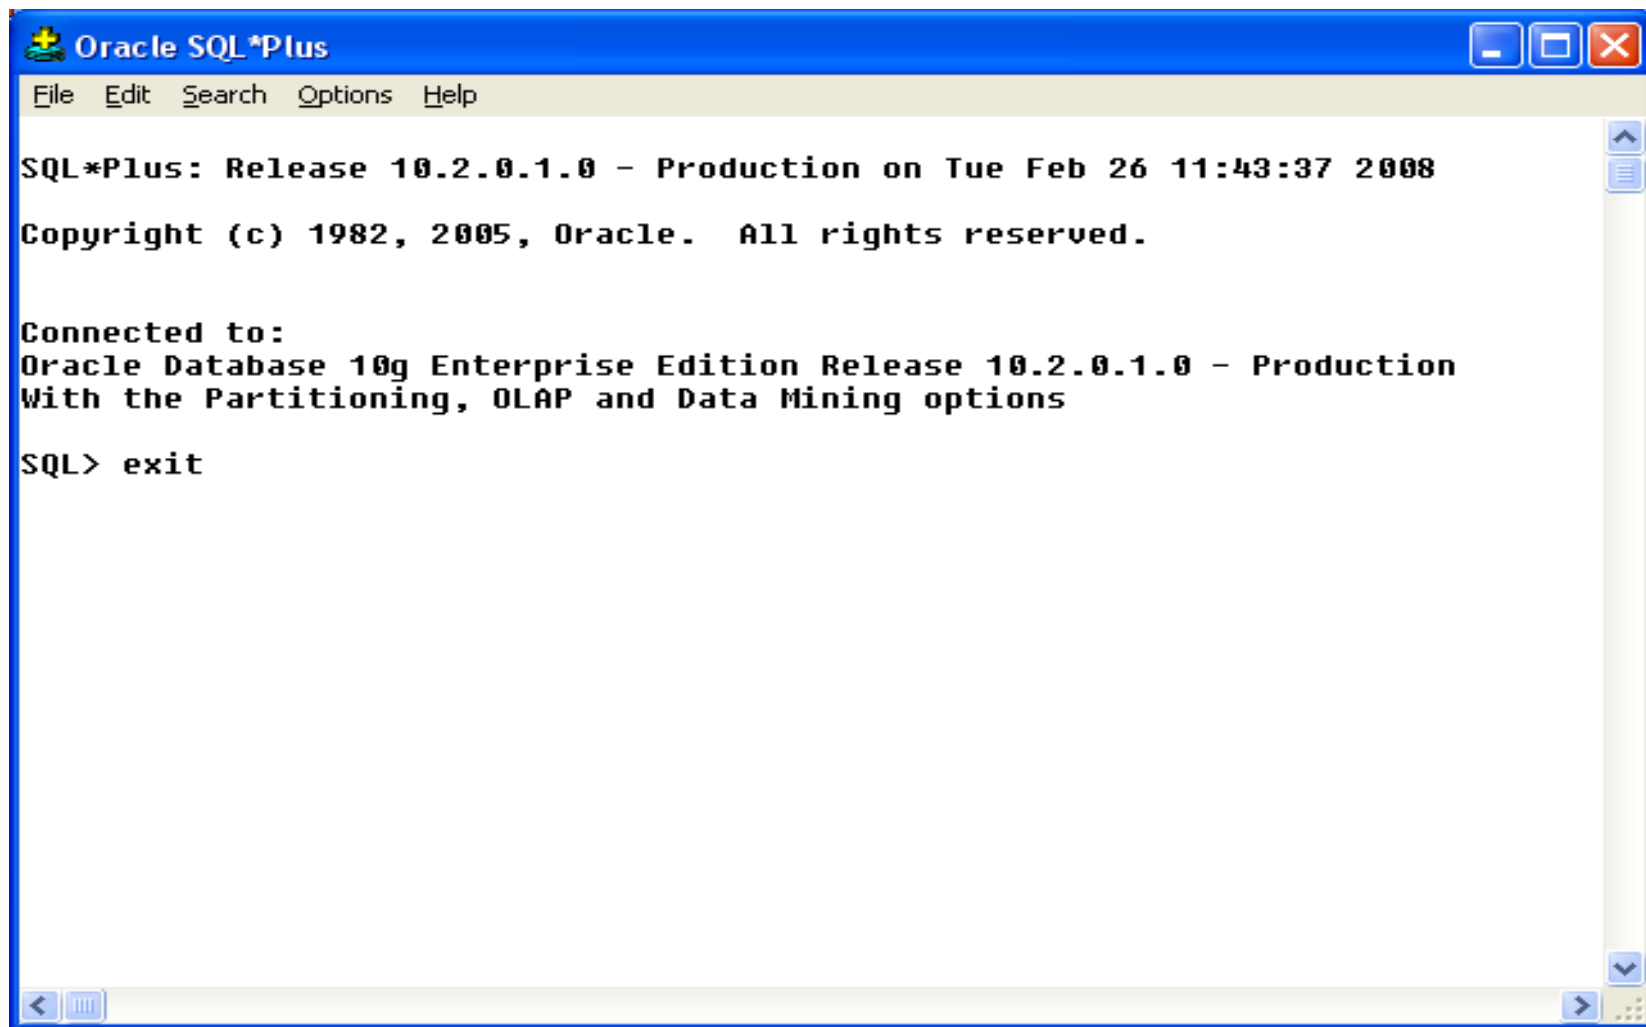 Oracle SQL*Plus
File Edit Search Options Help
SQL*Plus: Release 10.2.0.1.0 - Production on Tue Feb 26 11:43:37 2008
Copyright (c) 1982, 2005, Oracle.  All rights reserved.
Connected to:
Oracle Database 10g Enterprise Edition Release 10.2.0.1.0 - Production
With the Partitioning, OLAP and Data Mining options
SQL> exit